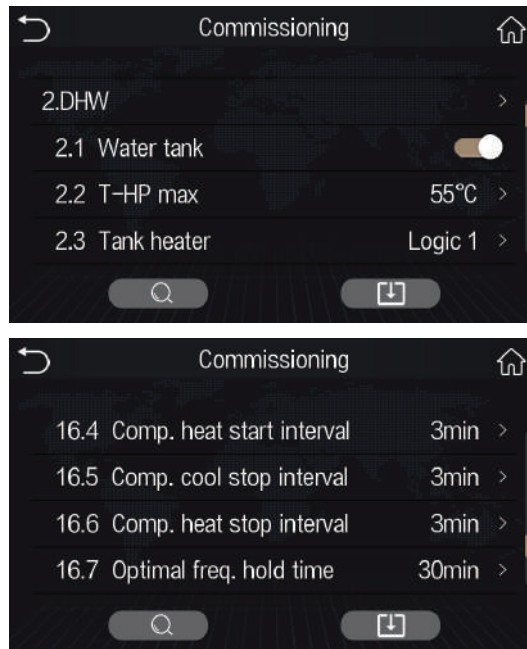 Commissioning
2.DHW
2.1 Water tank
2.2 T-HP max 55°C
2.3 Tank heater Logic 1
Commissioning
16.4 Comp. heat start interval 3min
16.5 Comp. cool stop interval 3min
16.6 Comp. heat stop interval 3min
16.7 Optimal freq. hold time 30min